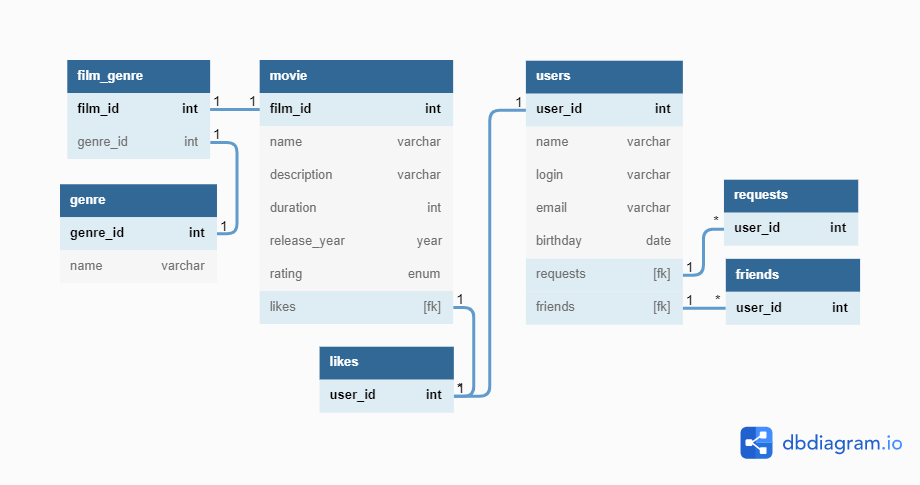 film_genre
film_id int
genre_id int
genre
genre_id int
name varchar
movie
film_id int
name varchar
description varchar
duration int
release_year year
rating enum
likes [fk]
likes
user_id int
users
user_id int
name varchar
login varchar
email varchar
birthday date
requests [fk]
friends [fk]
requests
user_id int
friends
user_id int
1 1
1
1
1
* 1
1
1 *
1 *
dbdiagram.io